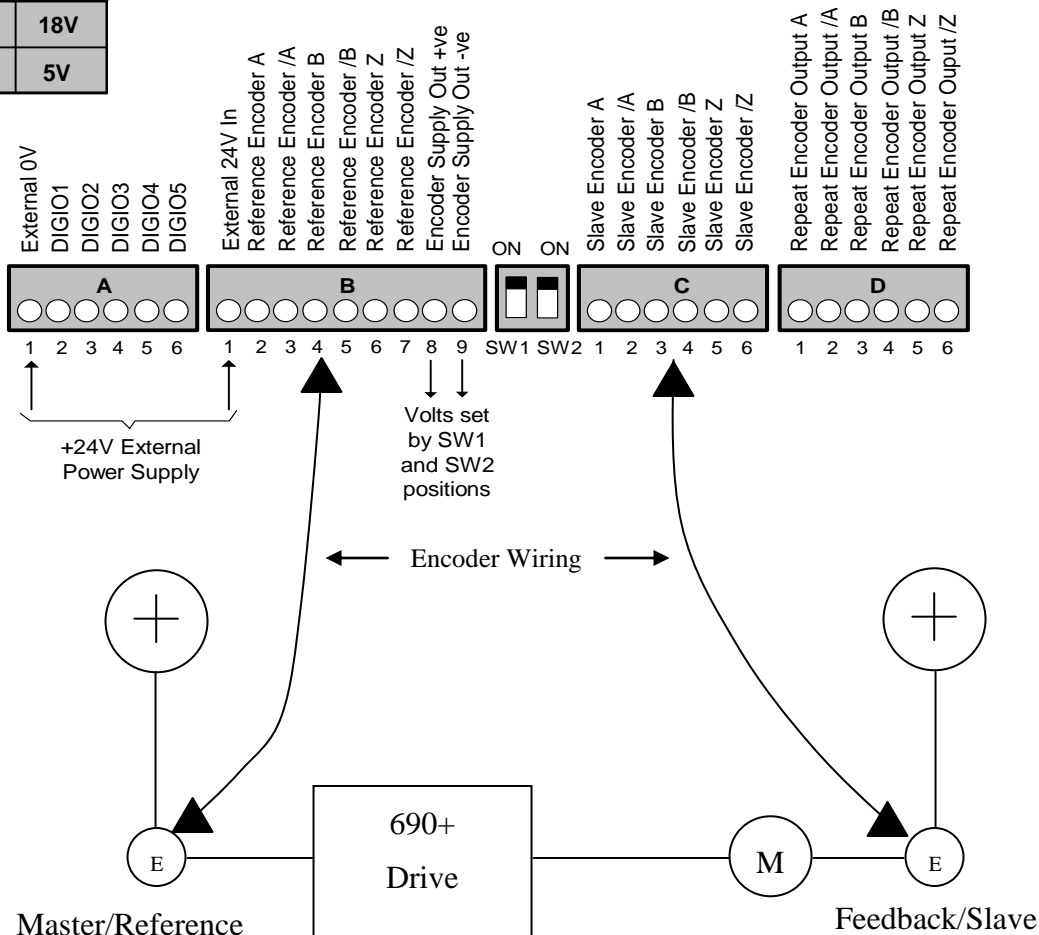 18V
5V
External 0V
DIGIO1
DIGIO2
DIGIO3
DIGIO4
DIGIO5
External 24V In
Reference Encoder A
Reference Encoder /A
Reference Encoder B
Reference Encoder /B
Reference Encoder Z
Reference Encoder /Z
Encoder Supply Out +ve
Encoder Supply Out -ve
Slave Encoder A
Slave Encoder /A
Slave Encoder B
Slave Encoder /B
Slave Encoder Z
Slave Encoder /Z
Repeat Encoder Output A
Repeat Encoder Output /A
Repeat Encoder Output B
Repeat Encoder Output /B
Repeat Encoder Output Z
Repeat Encoder Ouput /Z
ON ON
A B C D
1 2 3 4 5 6 1 2 3 4 5 6 7 8 9 SW1 SW2 1 2 3 4 5 6 1 2 3 4 5 6
+24V External
Power Supply
Volts set
by SW1
and SW2
positions
Encoder Wiring
E
690+
Drive
M
E
Master/Reference
Feedback/Slave